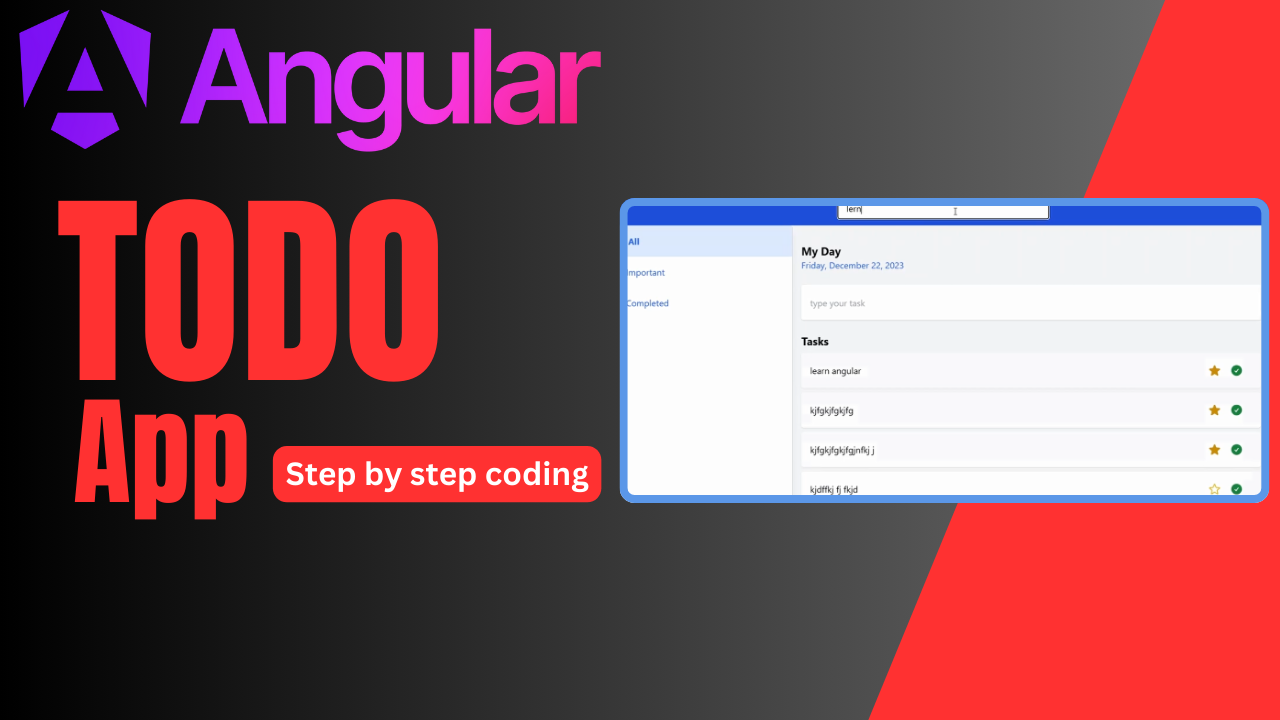 Angular
TODO
App
Step by step coding
lern
All
Important
Completed
My Day
Friday, December 22, 2023
type your task
Tasks
learn angular
kjfgkjfgkjfg
kjfgkjfgkjfgjnfkj j
kjdffkj fj fkjd